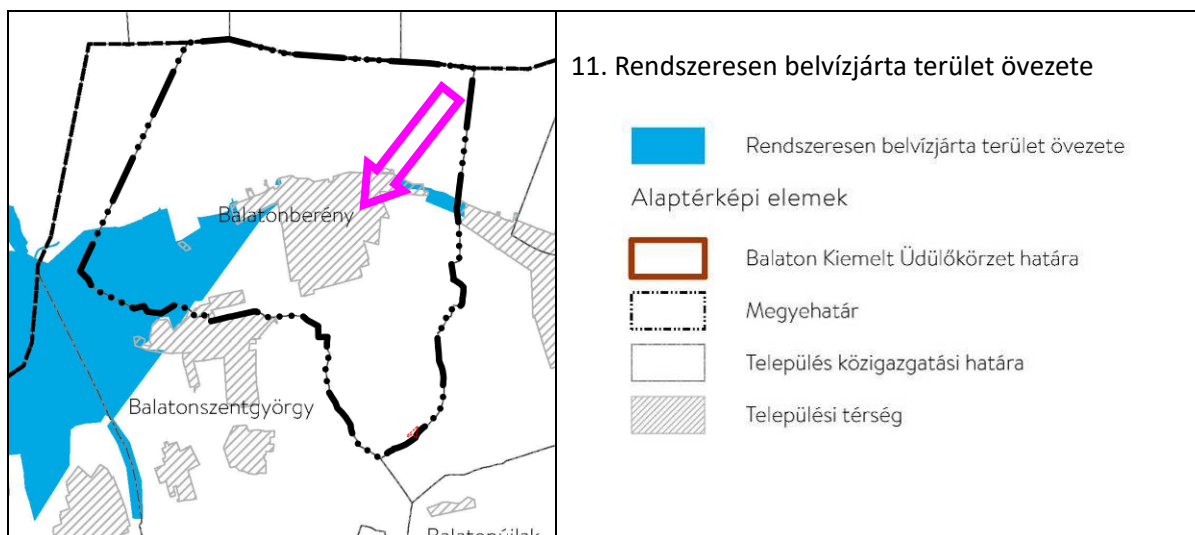 Balatonberény
Balatonszentgyörgy
Balatonújlak
11. Rendszeresen belvízjárta terület övezete
Rendszeresen belvízjárta terület övezete
Alaptérképi elemek
Balaton Kiemelt Üdülőkörzet határa
Megyehatár
Település közigazgatási határa
Települési térség